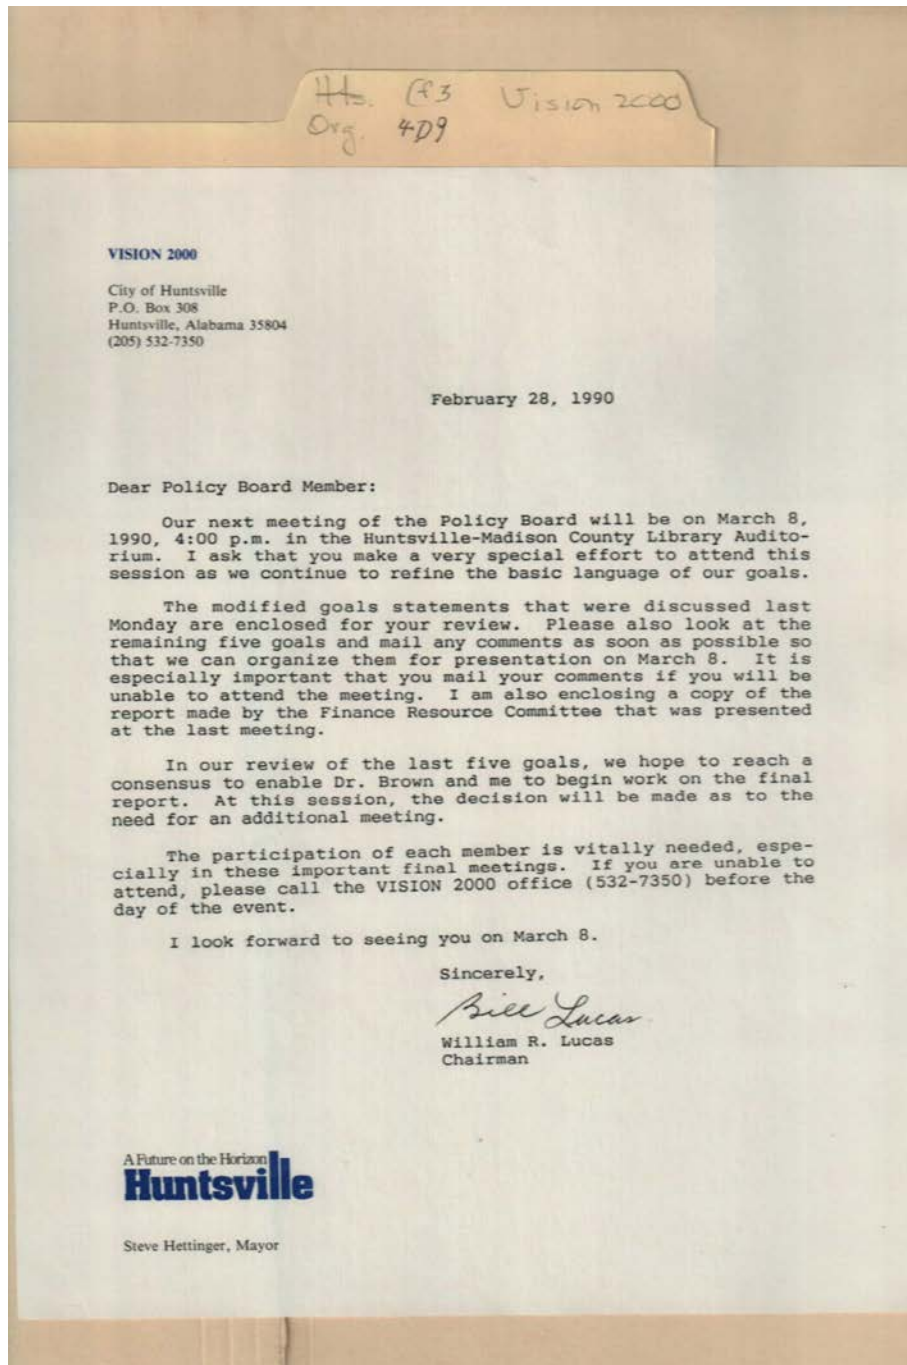 Hts. Cf3 Vision 2000
Org. 4D9
VISION 2000
City of Huntsville
P.O. Box 308
Huntsville, Alabama 35804
(205) 532-7350
February 28, 1990
Dear Policy Board Member:
Our next meeting of the Policy Board will be on March 8,
1990, 4:00 p.m. in the Huntsville-Madison County Library Audito-
rium. I ask that you make a very special effort to attend this
session as we continue to refine the basic language of our goals.
The modified goals statements that were discussed last
Monday are enclosed for your review. Please also look at the
remaining five goals and mail any comments as soon as possible so
that we can organize them for presentation on March 8. It is
especially important that you mail your comments if you will be
unable to attend the meeting. I am also enclosing a copy of the
report made by the Finance Resource Committee that was presented
at the last meeting.
In our review of the last five goals, we hope to reach a
consensus to enable Dr. Brown and me to begin work on the final
report. At this session, the decision will be made as to the
need for an additional meeting.
The participation of each member is vitally needed, espe-
cially in these important final meetings. If you are unable to
attend, please call the VISION 2000 office (532-7350) before the
day of the event.
I look forward to seeing you on March 8.
Sincerely,
Bill Lucas
William R. Lucas
Chairman
A Future on the Horizon
Huntsville
Steve Hettinger, Mayor